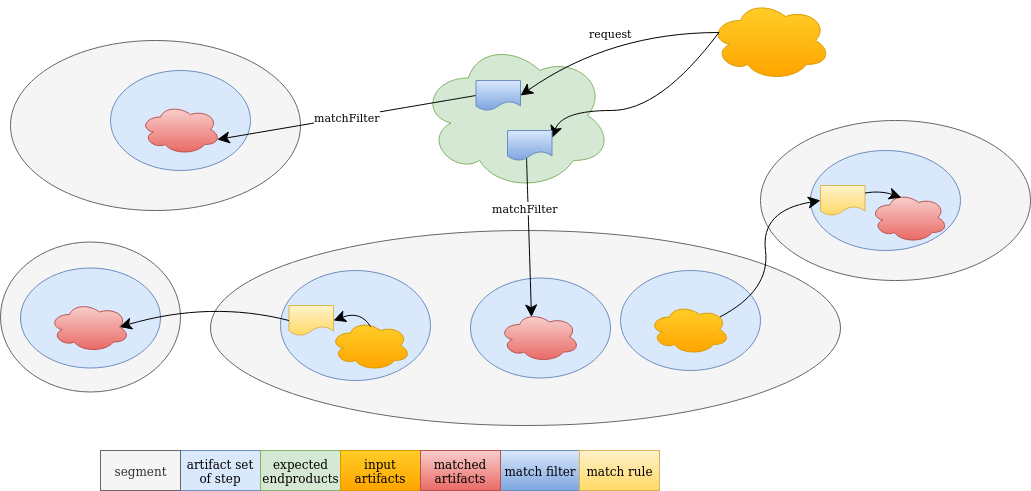 request
matchFilter
matchFilter
segment
artifact set
of step
expected
endproducts
input
artifacts
matched
artifacts
match filter
match rule